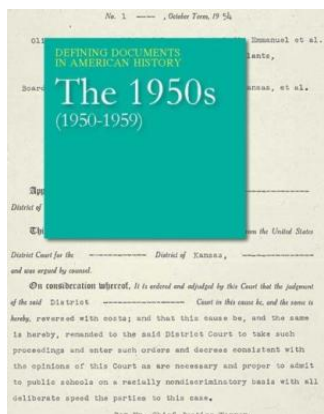 No. 1 ——— , October Term, 19 54
Oli Emmanuel et al.
lants,
Boar ansas, et al.
DEFINING DOCUMENTS
IN AMERICAN HISTORY
The 1950s
(1950-1959)
App
District of
Thi om the United States
District Court for the ——— District of Kansas, ———
and was argued by counsel.
On consideration whereof, It is ordered and adjudged by this Court that the judgment
of the said District ——— Court in this cause be, and the same
is hereby, reversed with costs; and that this cause be, and the same
is hereby, remanded to the said District Court to take such
proceedings and enter such orders and decrees consistent with
the opinions of this Court as are necessary and proper to admit
to public schools on a racially nondiscriminatory basis with all
deliberate speed the parties to this case.